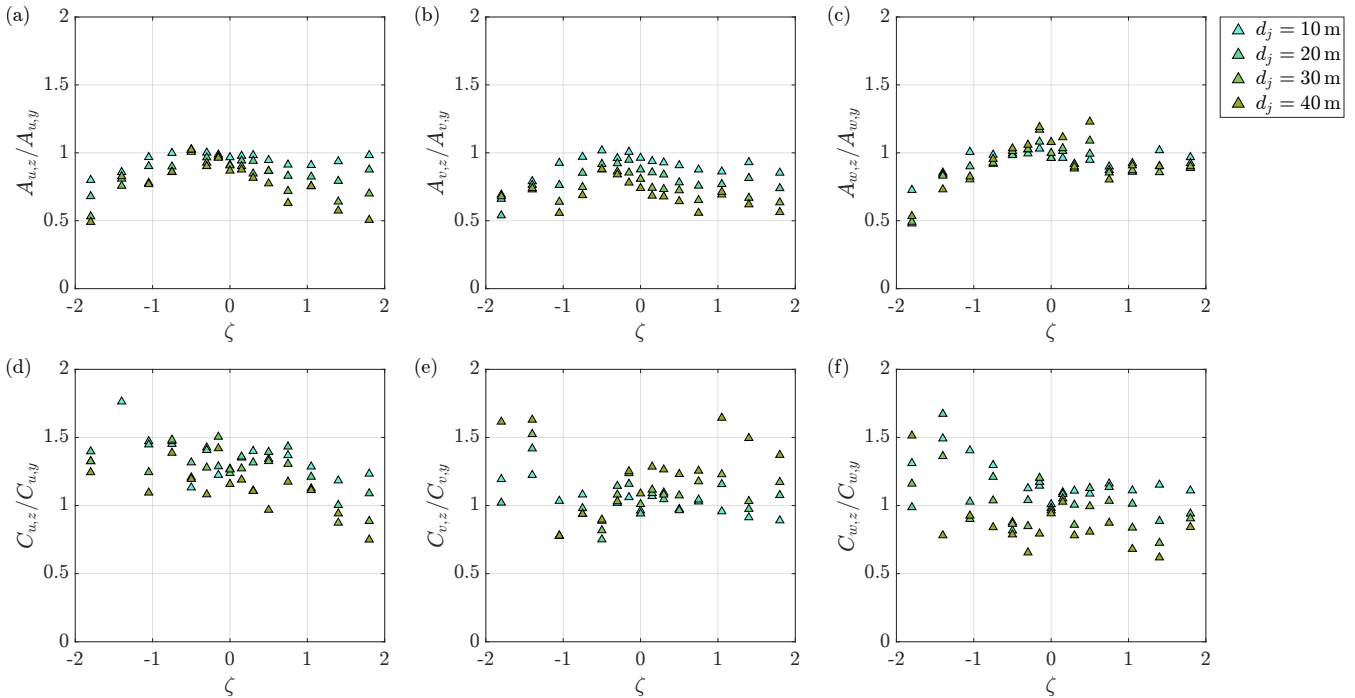 (a)
2
1.5
1
0.5
0
A_{u,z}/A_{u,y}
-2 -1 0 1 2
ζ
(b)
2
1.5
1
0.5
0
A_{v,z}/A_{v,y}
-2 -1 0 1 2
ζ
(c)
2
1.5
1
0.5
0
A_{w,z}/A_{w,y}
-2 -1 0 1 2
ζ
d_j = 10 m
d_j = 20 m
d_j = 30 m
d_j = 40 m
(d)
2
1.5
1
0.5
0
C_{u,z}/C_{u,y}
-2 -1 0 1 2
ζ
(e)
2
1.5
1
0.5
0
C_{v,z}/C_{v,y}
-2 -1 0 1 2
ζ
(f)
2
1.5
1
0.5
0
C_{w,z}/C_{w,y}
-2 -1 0 1 2
ζ